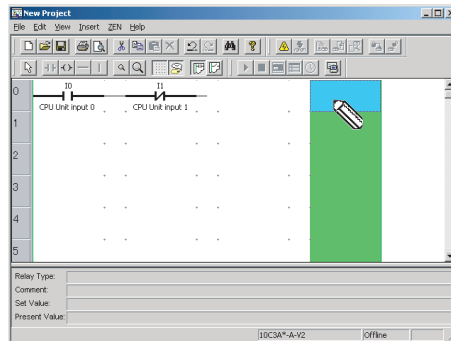 New Project
File Edit View Insert ZEN Help
0
I0
I1
CPU Unit input 0
CPU Unit input 1
1
2
3
4
5
Relay Type:
Comment:
Set Value:
Present Value:
10C3A*-A-V2
Offline